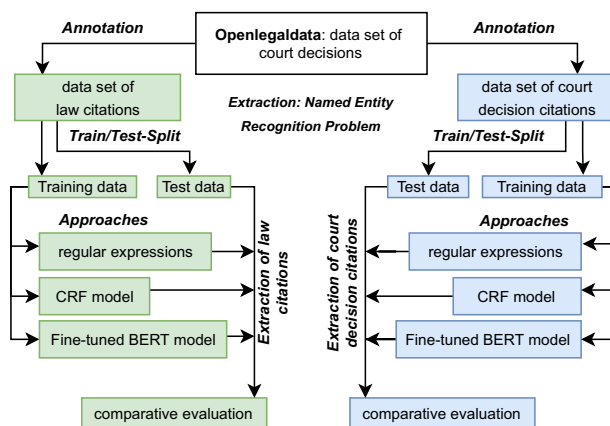 Annotation
Openlegaldata: data set of
court decisions
Annotation
data set of
law citations
data set of court
decision citations
Extraction: Named Entity
Recognition Problem
Train/Test-Split
Train/Test-Split
Training data
Test data
Test data
Training data
Approaches
Approaches
regular expressions
CRF model
Fine-tuned BERT model
Extraction of law
citations
Extraction of court
decision citations
regular expressions
CRF model
Fine-tuned BERT model
comparative evaluation
comparative evaluation